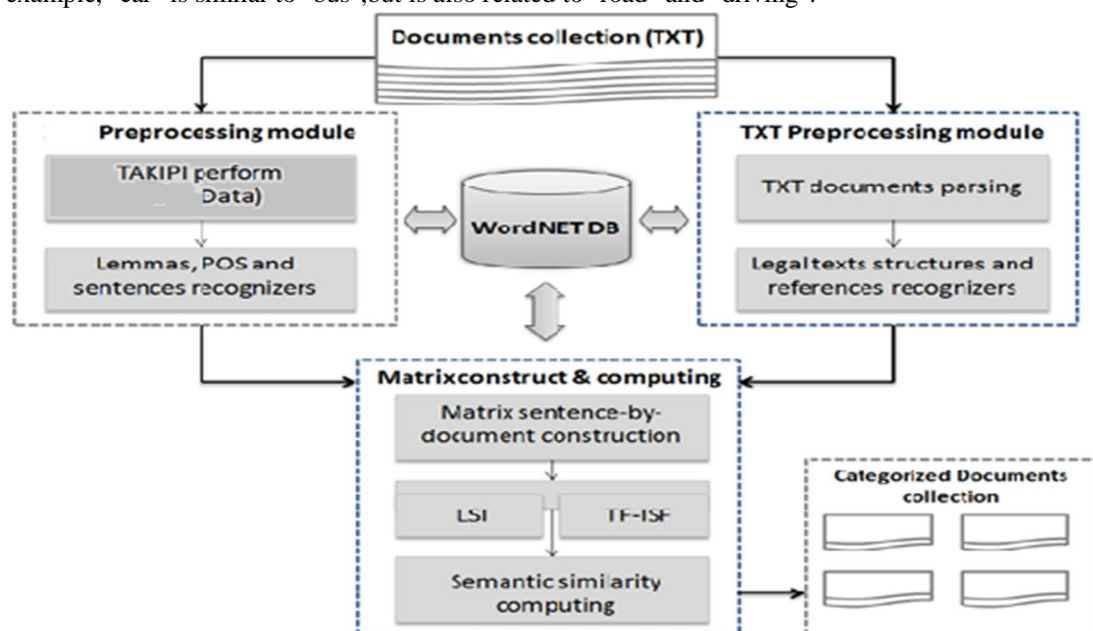 example, "car" is similar to "bus",but is also related to "road" and "driving".
Documents collection (TXT)
Preprocessing module
TAKIPI perform
Data)
Lemmas, POS and
sentences recognizers
WordNET DB
TXT Preprocessing module
TXT documents parsing
Legal texts structures and
references recognizers
Matrixconstruct & computing
Matrix sentence-by-
document construction
LSI
TF-ISF
Semantic similarity
computing
Categorized Documents
collection